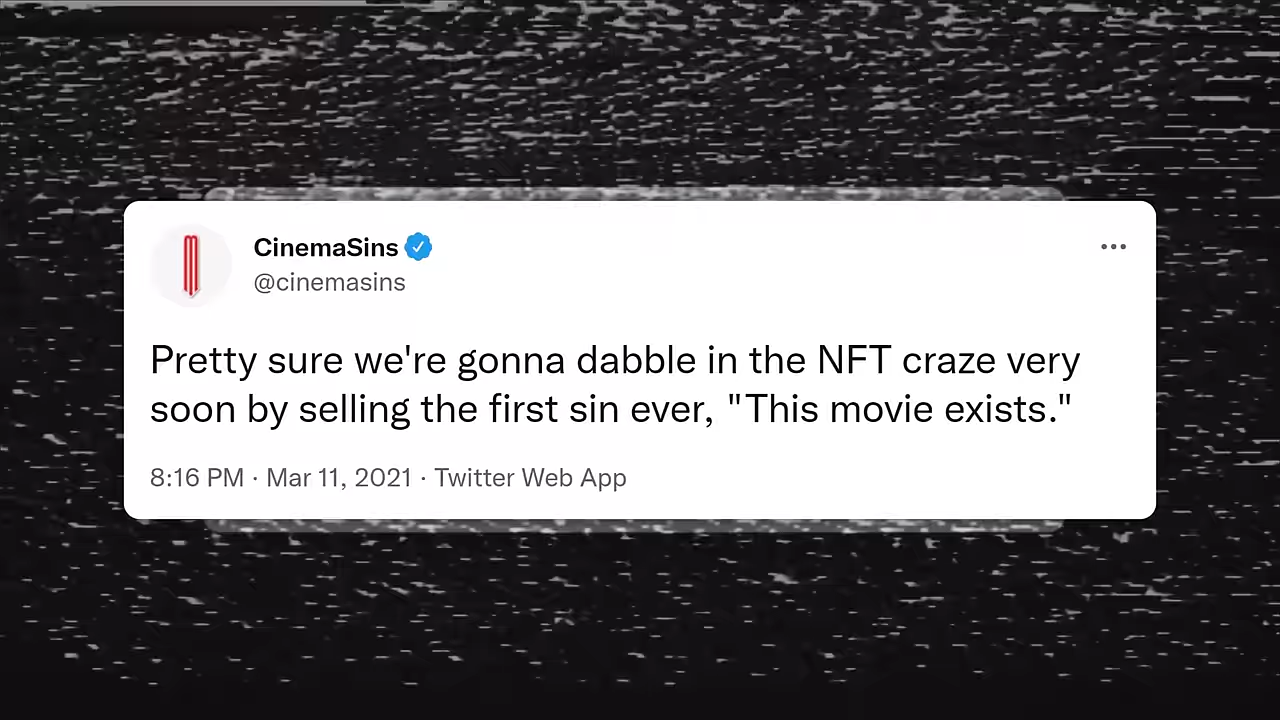 CinemaSins
@cinemasins
Pretty sure we're gonna dabble in the NFT craze very
soon by selling the first sin ever, "This movie exists."
8:16 PM · Mar 11, 2021 · Twitter Web App